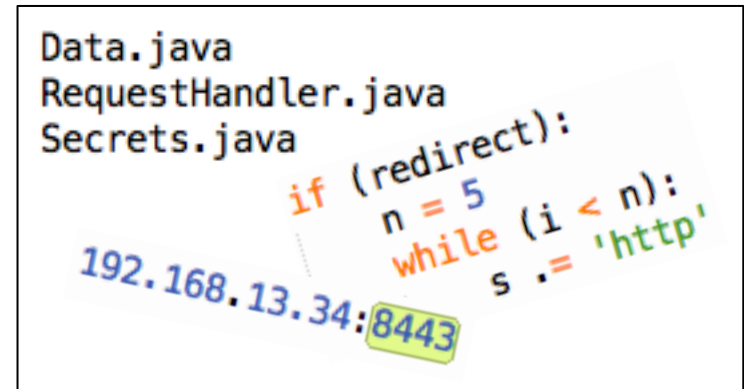 Data.java
RequestHandler.java
Secrets.java
if (redirect):
n = 5
while (i < n):
s .= 'http'
192.168.13.34:8443